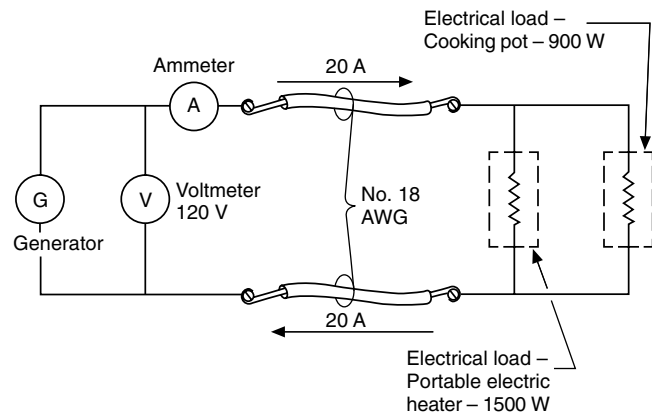 Electrical load –
Cooking pot – 900 W
Ammeter
20 A
A
G
V
Voltmeter
120 V
No. 18
AWG
Generator
20 A
Electrical load –
Portable electric
heater – 1500 W